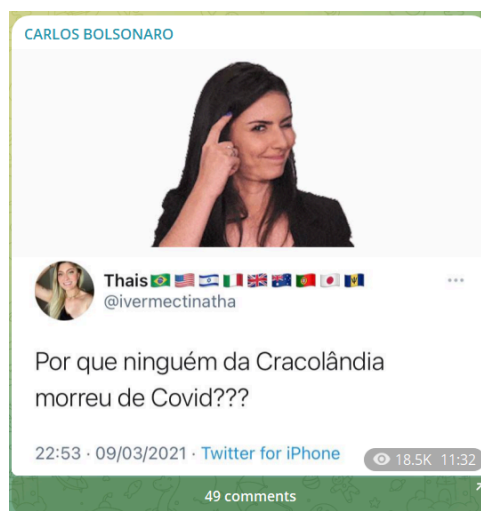 CARLOS BOLSONARO
Thais🇧🇷🇺🇸🇮🇱🇮🇹🇬🇧🇦🇺🇵🇹🇯🇵🇧🇧
@ivermectinatha
Por que ninguém da Cracolândia
morreu de Covid???
22:53 · 09/03/2021 · Twitter for iPhone
18.5K 11:32
49 comments